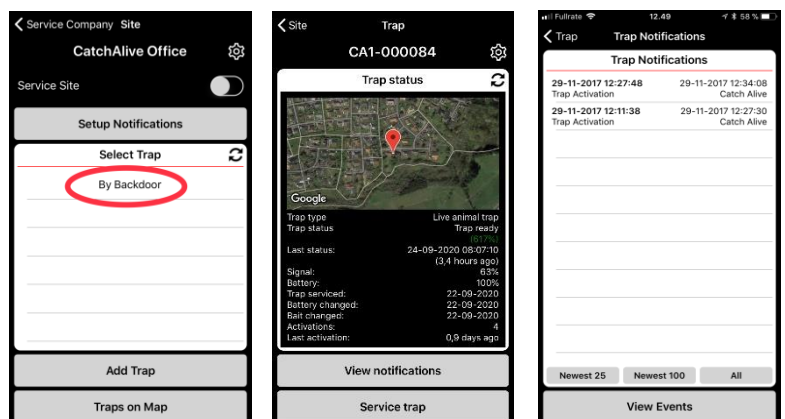 Service Company Site
CatchAlive Office
Service Site
Setup Notifications
Select Trap
By Backdoor
Add Trap
Traps on Map
Site Trap
CA1-000084
Trap status
Google
Trap type Live animal trap
Trap status Trap ready
(617%)
Last status: 24-09-2020 08:07:10
(3,4 hours ago)
Signal: 63%
Battery: 100%
Trap serviced: 22-09-2020
Battery changed: 22-09-2020
Bait changed: 22-09-2020
Activations: 4
Last activation: 0,9 days ago
View notifications
Service trap
Fullrate 12.49 58 %
Trap Trap Notifications
Trap Notifications
29-11-2017 12:27:48 29-11-2017 12:34:08
Trap Activation Catch Alive
29-11-2017 12:11:38 29-11-2017 12:27:30
Trap Activation Catch Alive
Newest 25 Newest 100 All
View Events